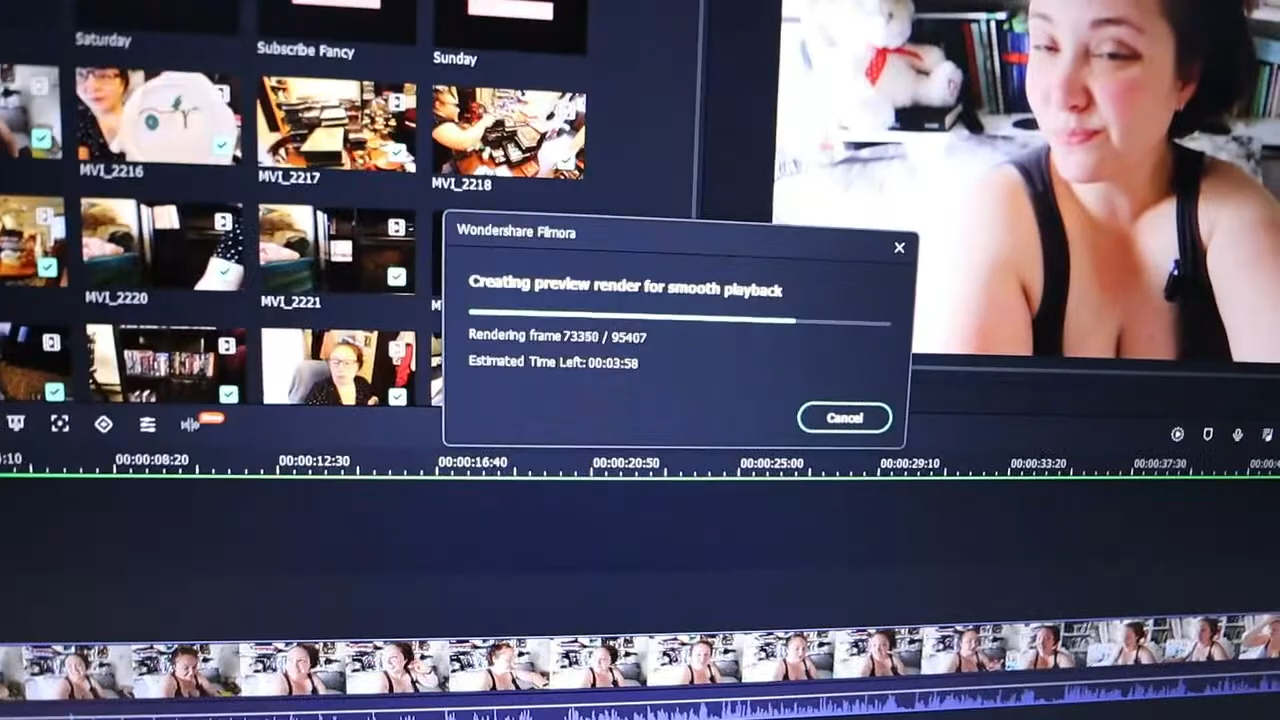 Saturday
Subscribe Fancy
Sunday
MVI_2216
MVI_2217
MVI_2218
Wondershare Filmora
MVI_2220
MVI_2221
Creating preview render for smooth playback
Rendering frame 73350 / 95407
Estimated Time Left: 00:03:58
Cancel
00:00:08:20
00:00:12:30
00:00:16:40
00:00:20:50
00:00:25:00
00:00:29:10
00:00:33:20
00:00:37:30